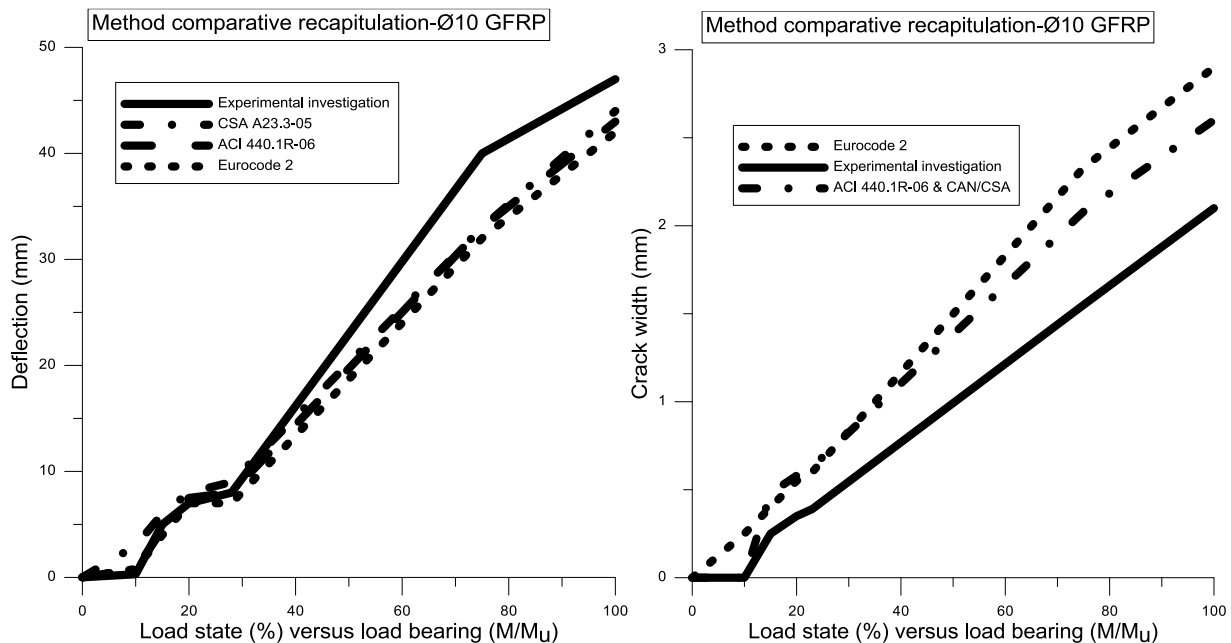 Method comparative recapitulation-Ø10 GFRP
50
40
30
20
10
0
Deflection (mm)
Experimental investigation
CSA A23.3-05
ACI 440.1R-06
Eurocode 2
0 20 40 60 80 100
Load state (%) versus load bearing (M/Mu)
Method comparative recapitulation-Ø10 GFRP
3
2
1
0
Crack width (mm)
Eurocode 2
Experimental investigation
ACI 440.1R-06 & CAN/CSA
0 20 40 60 80 100
Load state (%) versus load bearing (M/Mu)